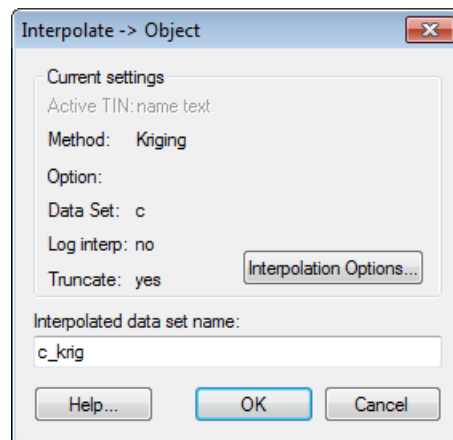 Interpolate -> Object
Current settings
Active TIN: name text
Method: Kriging
Option:
Data Set: c
Log interp: no
Truncate: yes
Interpolation Options...
Interpolated data set name:
c_krig
Help... OK Cancel